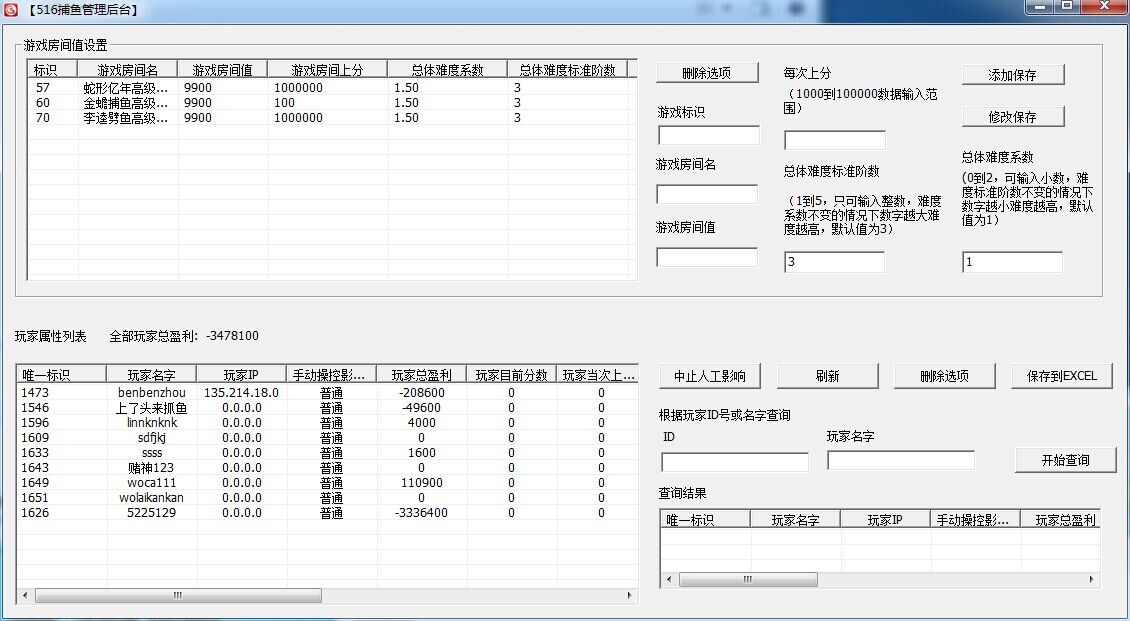 【516捕鱼管理后台】
游戏房间值设置
标识 游戏房间名 游戏房间值 游戏房间上分 总体难度系数 总体难度标准阶数
57 蛇形亿年高级... 9900 1000000 1.50 3
60 金蟾捕鱼高级... 9900 100 1.50 3
70 李逵劈鱼高级... 9900 1000000 1.50 3
删除选项
游戏标识
游戏房间名
游戏房间值
每次上分
（1000到100000数据输入范
围）
总体难度标准阶数
（1到5，只可输入整数，难度
系数不变的情况下数字越大难
度越高，默认值为3）
3
添加保存
修改保存
总体难度系数
(0到2，可输入小数，难
度标准阶数不变的情况下
数字越小难度越高，默认
值为1）
1
玩家属性列表 全部玩家总盈利: -3478100
唯一标识 玩家名字 玩家IP 手动操控影... 玩家总盈利 玩家目前分数 玩家当次上...
1473 benbenzhou 135.214.18.0 普通 -208600 0 0
1546 上了头来抓鱼 0.0.0.0 普通 -49600 0 0
1596 linnknknk 0.0.0.0 普通 4000 0 0
1609 sdfjkj 0.0.0.0 普通 0 0 0
1633 ssss 0.0.0.0 普通 1600 0 0
1643 赌神123 0.0.0.0 普通 0 0 0
1649 woca111 0.0.0.0 普通 110900 0 0
1651 wolaikankan 0.0.0.0 普通 0 0 0
1626 5225129 0.0.0.0 普通 -3336400 0 0
中止人工影响 刷新 删除选项 保存到EXCEL
根据玩家ID号或名字查询
ID 玩家名字
开始查询
查询结果
唯一标识 玩家名字 玩家IP 手动操控影... 玩家总盈利